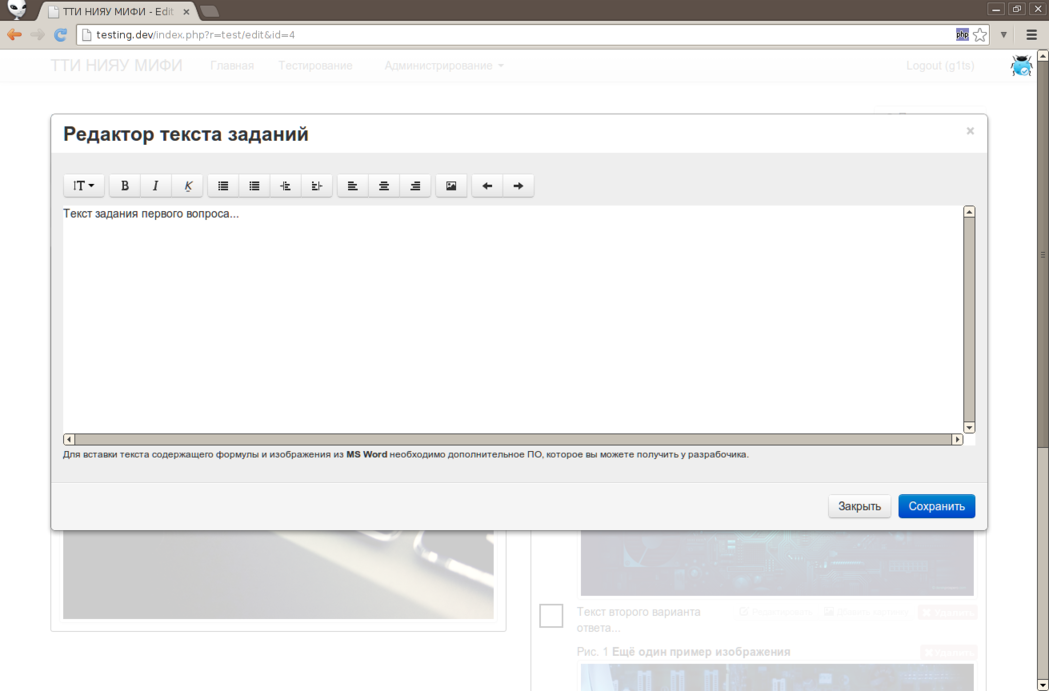 ТТИ НИЯУ МИФИ - Edit
testing.dev/index.php?r=test/edit&id=4
php
ТТИ НИЯУ МИФИ Главная Тестирование Администрирование Logout (g1ts)
Редактор текста заданий ×
T B I K
Текст задания первого вопроса...
Для вставки текста содержащего формулы и изображения из MS Word необходимо дополнительное ПО, которое вы можете получить у разрабочика.
Закрыть Сохранить
Текст второго варианта
ответа...
Рис. 1 Ещё один пример изображения